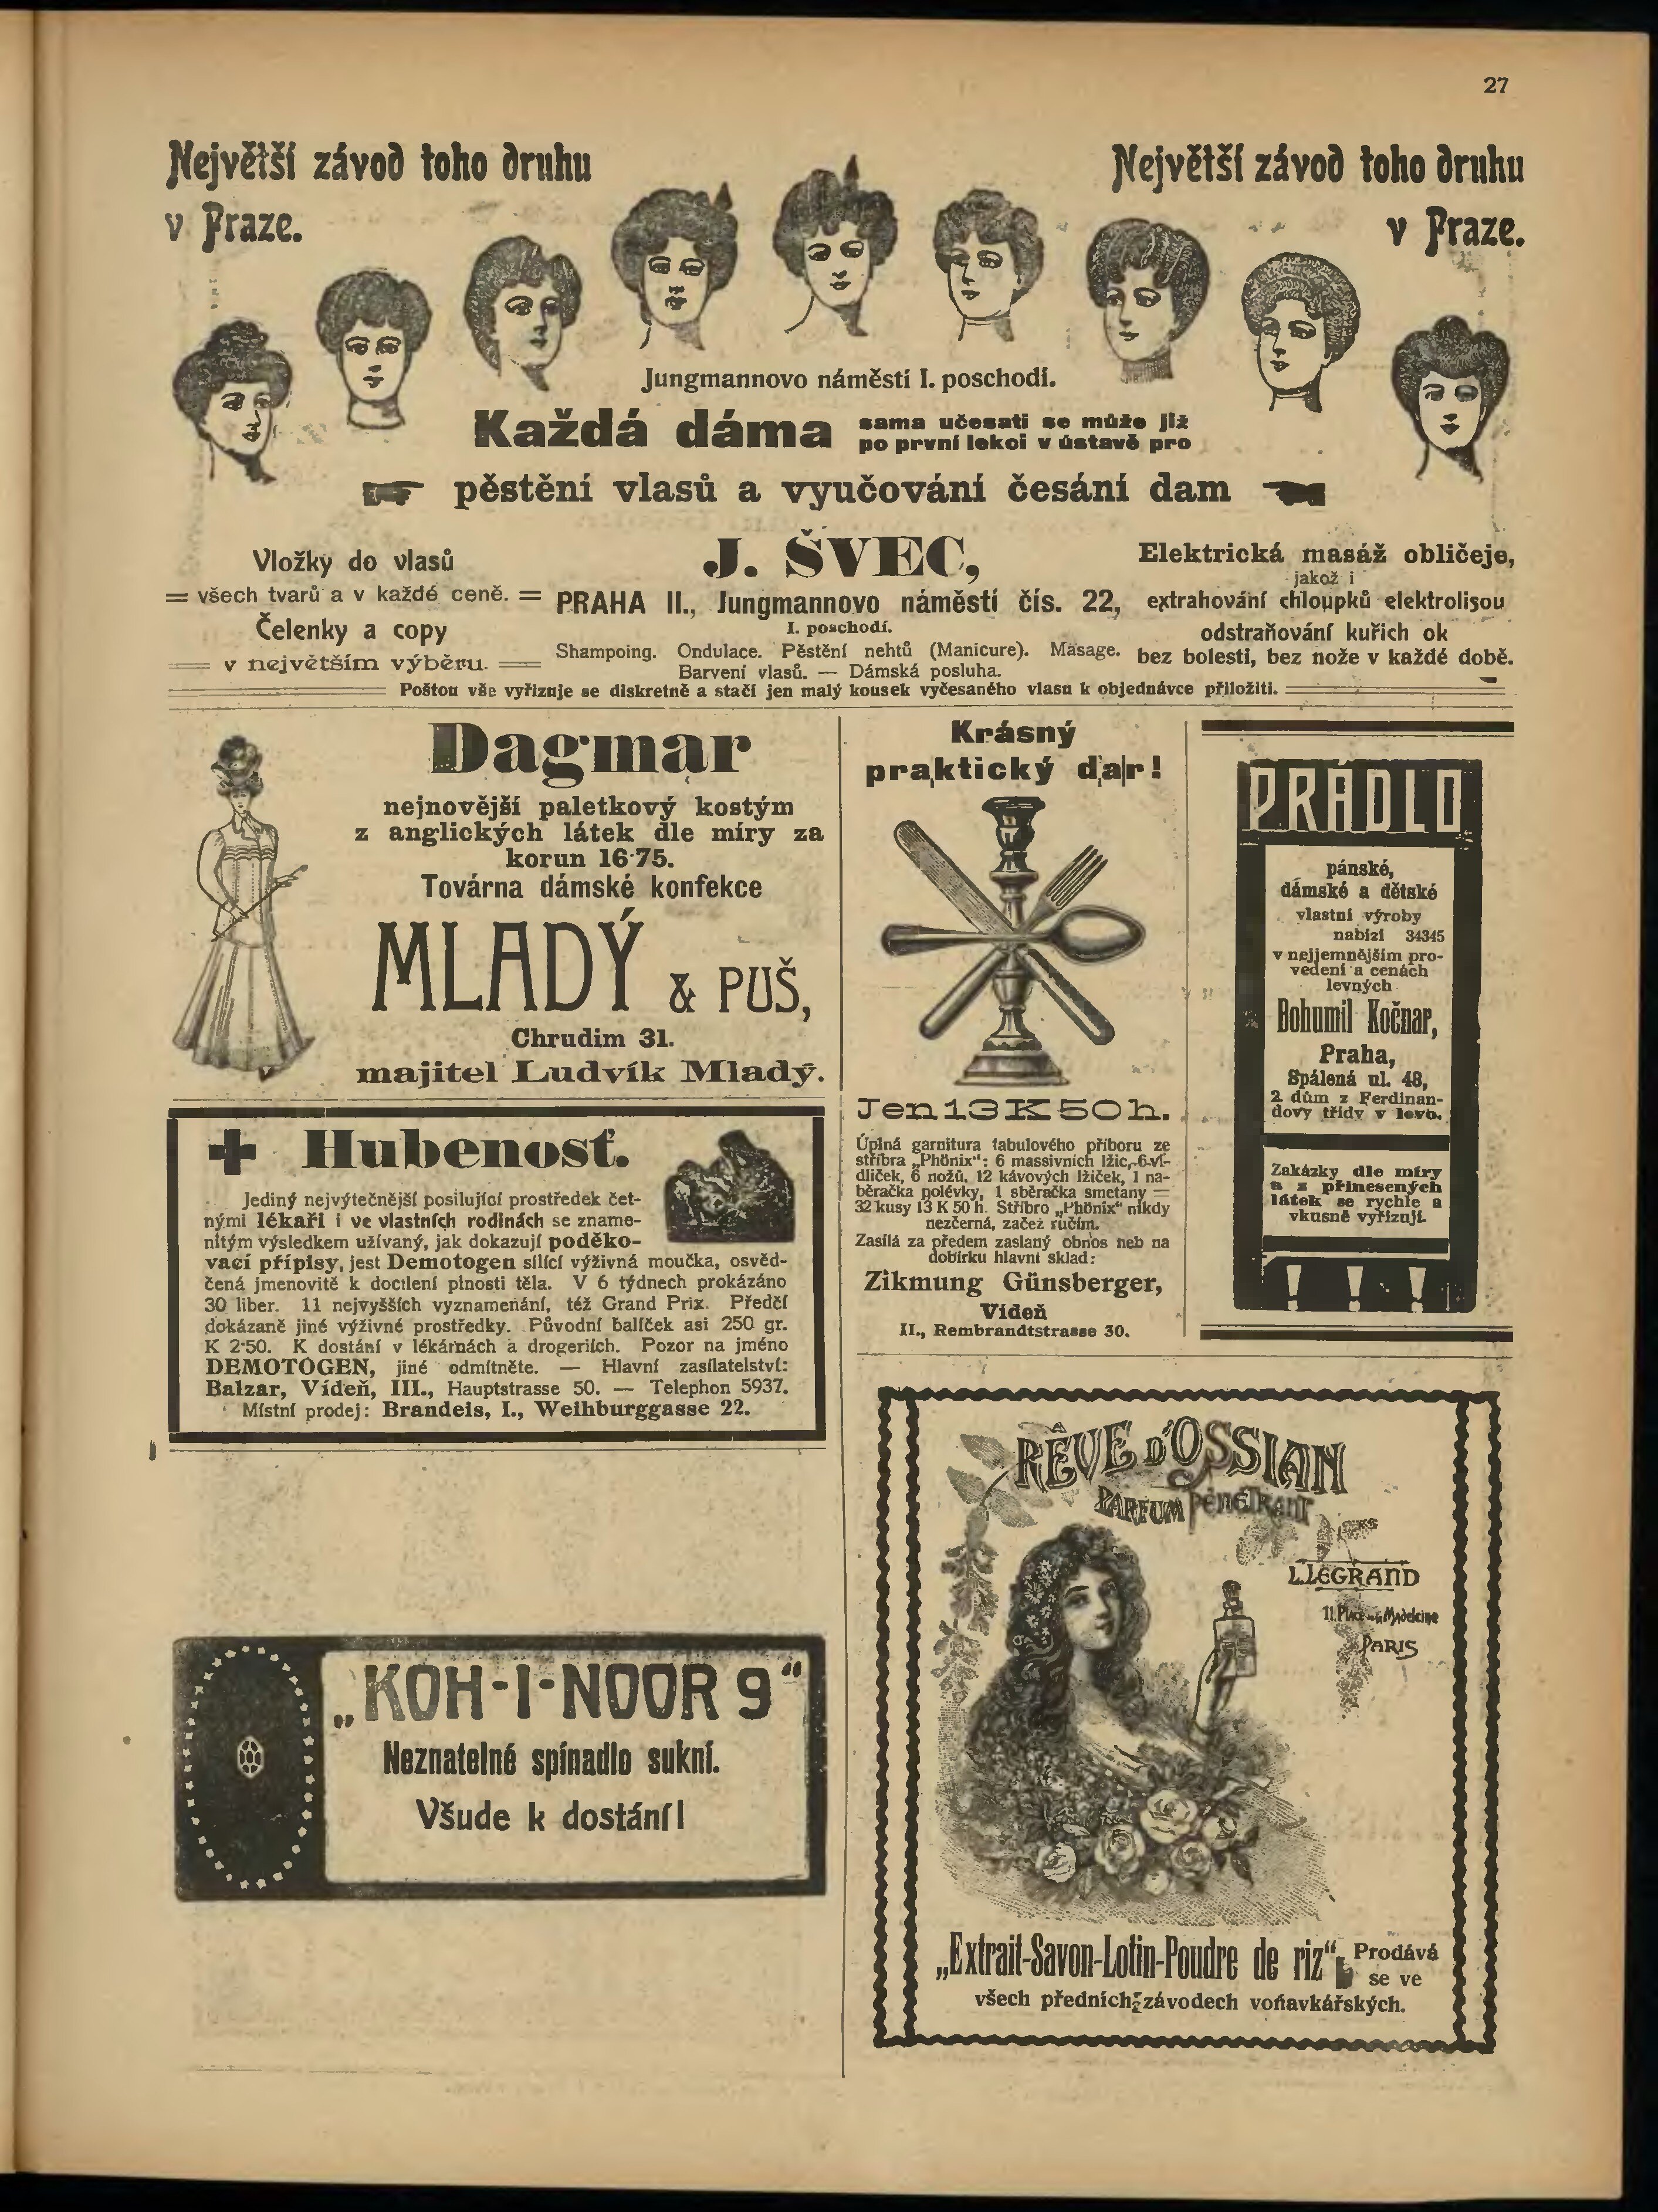 27
Největší závod toho druhu
v Praze.
Největší závod toho druhu
v Praze.
Jungmannovo náměstí I. poschodí.
Každá dáma
sama učesati se může již
po první lekci v ústavě pro
pěstění vlasů a vyučování česání dam
Vložky do vlasů
= všech tvarů a v každé ceně. =
Čelenky a copy
v největším výběru.
J. ŠVEC,
PRAHA II., Jungmannovo náměstí čís. 22,
I. poschodí.
Shampoing. Ondulace. Pěstění nehtů (Manicure). Masage.
Barvení vlasů. — Dámská posluha.
Elektrická masáž obličeje,
jakož i
extrahování chloupků elektrolisou
odstraňování kuřích ok
bez bolesti, bez nože v každé době.
Poštou vše vyřizuje se diskretně a stačí jen malý kousek vyčesaného vlasu k objednávce přiložiti.
Dagmar
nejnovější paletkový kostým
z anglických látek dle míry za
korun 16·75.
Továrna dámské konfekce
MLADÝ & PUŠ,
Chrudim 31.
majitel Ludvík Mladý.
+ Hubenosť.
Jediný nejvýtečnější posilující prostředek čet-
nými lékaři i ve vlastních rodinách se zname-
nitým výsledkem užívaný, jak dokazují poděko-
vací přípisy, jest Demotogen sílící výživná moučka, osvěd-
čená jmenovitě k docílení plnosti těla. V 6 týdnech prokázáno
30 liber. 11 nejvyšších vyznamenání, též Grand Prix. Předčí
dokázaně jiné výživné prostředky. Původní balíček asi 250 gr.
K 2·50. K dostání v lékárnách a drogeriích. Pozor na jméno
DEMOTOGEN, jiné odmítněte. — Hlavní zasílatelství:
Balzar, Vídeň, III., Hauptstrasse 50. — Telephon 5937.
Místní prodej: Brandeis, I., Weihburggasse 22.
„KOH-I-NOOR 9“
Neznatelné spínadlo sukní.
Všude k dostání!
Krásný
praktický dar!
Jen 13 K 50 h.
Úplná garnitura tabulového příboru ze
stříbra „Phönix“: 6 massivních lžic, 6 vi-
dliček, 6 nožů, 12 kávových lžiček, 1 na-
běračka polévky, 1 sběračka smetany =
32 kusy 13 K 50 h. Stříbro „Phönix“ nikdy
nezčerná, začež ručím.
Zasílá za předem zaslaný obnos neb na
dobírku hlavní sklad:
Zikmung Günsberger,
Vídeň
II., Rembrandtstrasse 30.
PRÁDLO
pánské,
dámské a dětské
vlastní výroby
nabízí 34345
v nejjemnějším pro-
vedení a cenách
levných
Bohumil Kočnar,
Praha,
Spálená ul. 48,
2. dům z Ferdinan-
dovy třídy v levo.
Zakázky dle míry
a z přinesených
látek se rychle a
vkusně vyřizují.
! ! !
RÊVE D'OSSIAN
PARFUM PÉNÉTRANT
L. LEGRAND
11. Place de la Madeleine
PARIS
„Extrait-Savon-Lotin-Poudre de riz“ Prodává
se ve
všech předních závodech voňavkářských.